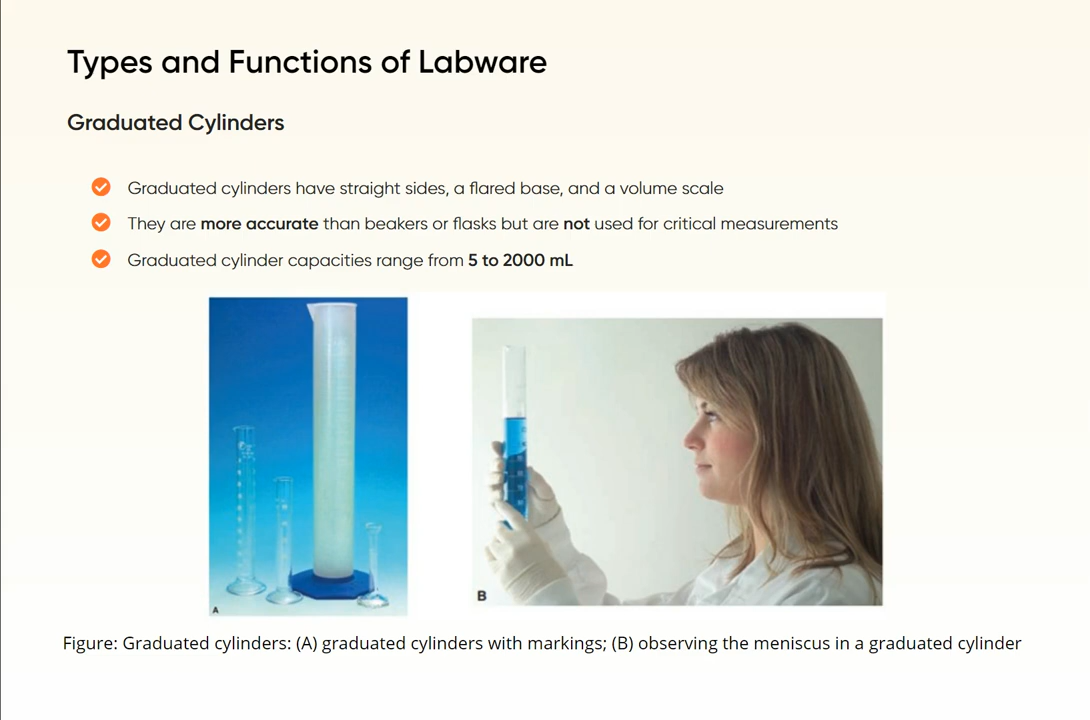 Types and Functions of Labware
Graduated Cylinders
Graduated cylinders have straight sides, a flared base, and a volume scale
They are more accurate than beakers or flasks but are not used for critical measurements
Graduated cylinder capacities range from 5 to 2000 mL
A
B
Figure: Graduated cylinders: (A) graduated cylinders with markings; (B) observing the meniscus in a graduated cylinder